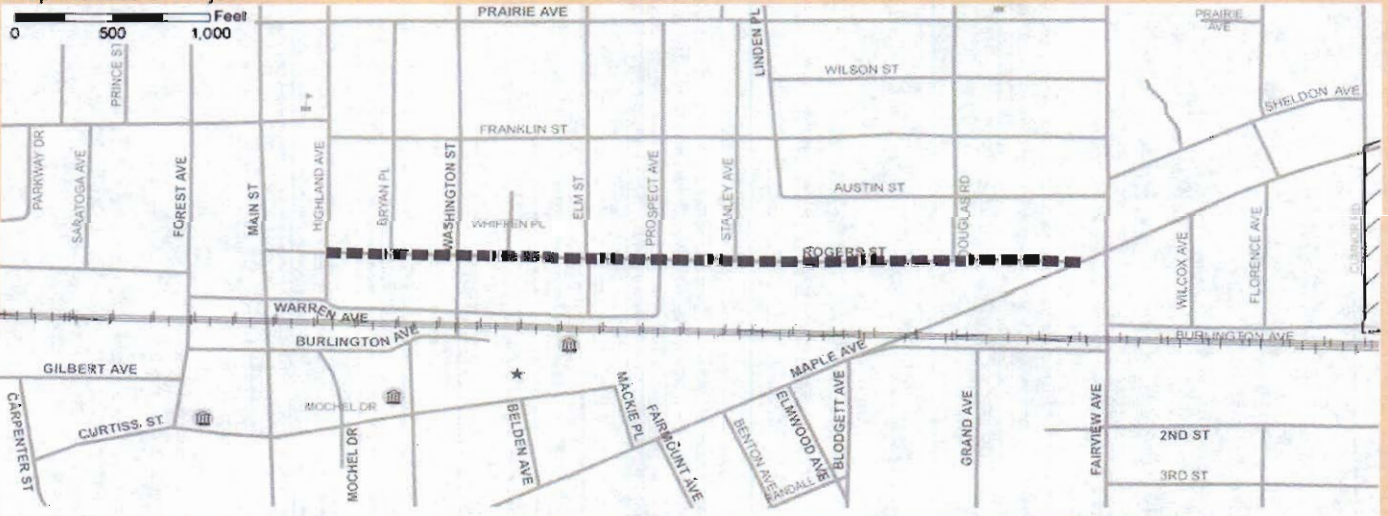 Feet
0 500 1,000
PRAIRIE AVE
LINDEN PL
PRAIRIE
AVE
PRINCE ST
WILSON ST
SHELDON AVE
FRANKLIN ST
PARKWAY DR
SARATOGA AVE
FOREST AVE
MAIN ST
HIGHLAND AVE
BRYAN PL
WASHINGTON ST
WHIFFEN PL
ELM ST
PROSPECT AVE
STANLEY AVE
AUSTIN ST
ROGERS ST
DOUGLAS RD
WILCOX AVE
FLORENCE AVE
CUMNOR RD
WARREN AVE
BURLINGTON AVE
BURLINGTON AVE
GILBERT AVE
MAPLE AVE
CARPENTER ST
CURTISS. ST
MOCHEL DR
MOCHEL DR
BELDEN AVE
MACKIE PL
FAIRMOUNT AVE
BENTON AVE
ELMWOOD AVE
RANDALL
BLODGETT AVE
GRAND AVE
FAIRVIEW AVE
2ND ST
3RD ST